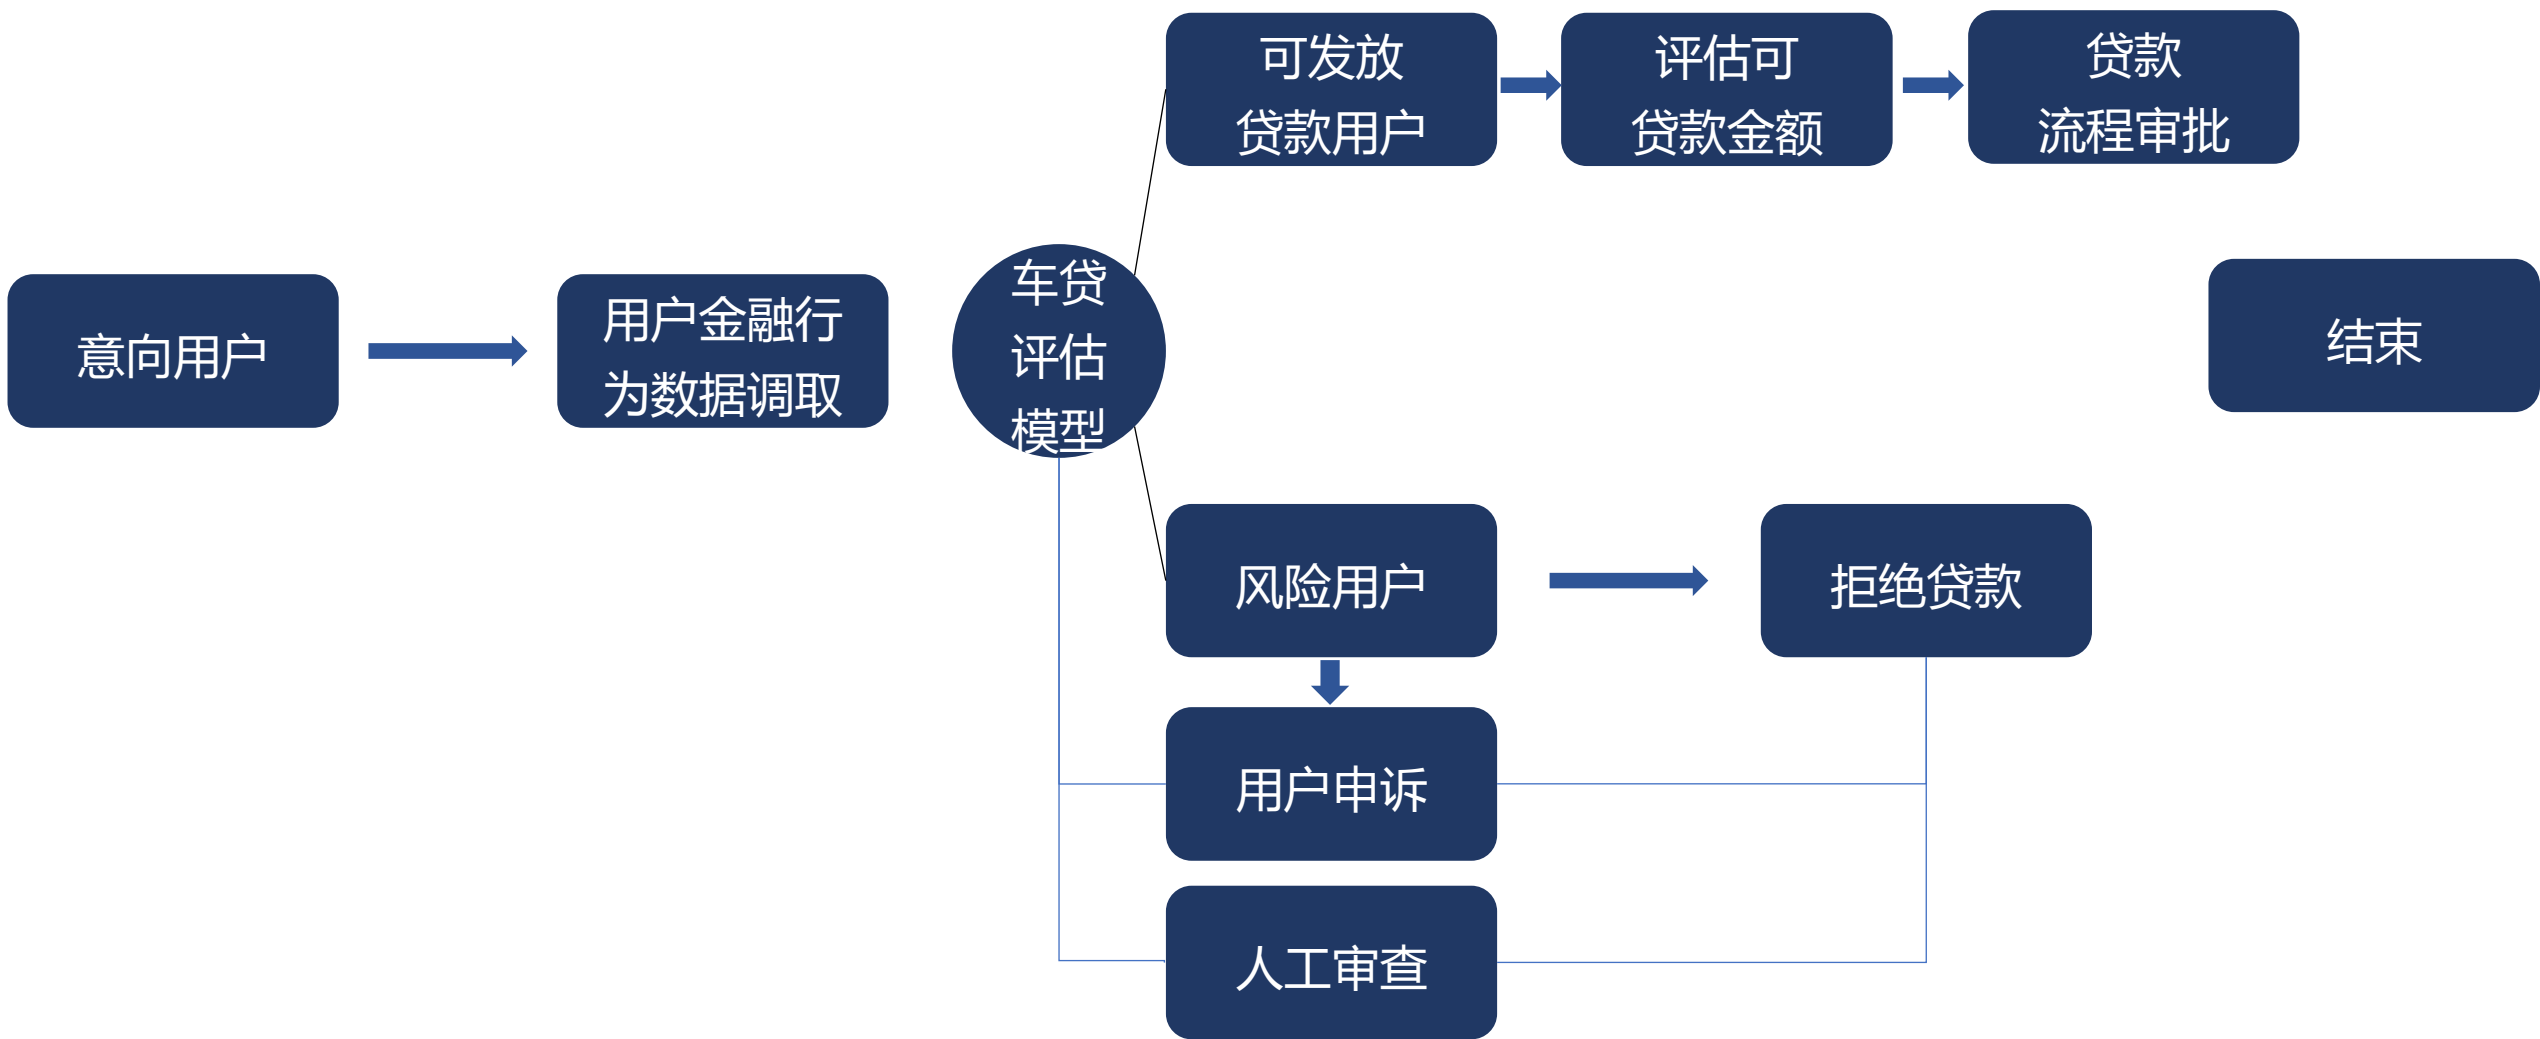 可发放
贷款用户
评估可
贷款金额
贷款
流程审批
意向用户
用户金融行
为数据调取
车贷
评估
模型
结束
风险用户
拒绝贷款
用户申诉
人工审查